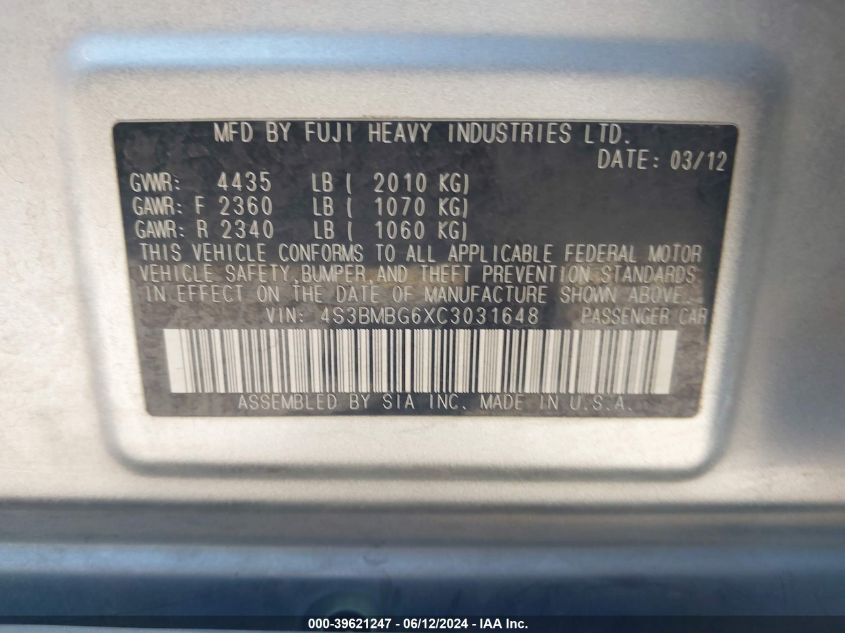 MFD BY FUJI HEAVY INDUSTRIES LTD.
DATE: 03/12
GVWR: 4435 LB ( 2010 KG)
GAWR: F 2360 LB ( 1070 KG)
GAWR: R 2340 LB ( 1060 KG)
THIS VEHICLE CONFORMS TO ALL APPLICABLE FEDERAL MOTOR
VEHICLE SAFETY,BUMPER,AND THEFT PREVENTION STANDARDS
IN EFFECT ON THE DATE OF MANUFACTURE SHOWN ABOVE.
VIN: 4S3BMBG6XC3031648 PASSENGER CAR
ASSEMBLED BY SIA INC. MADE IN U.S.A.
000-39621247 - 06/12/2024 - IAA Inc.